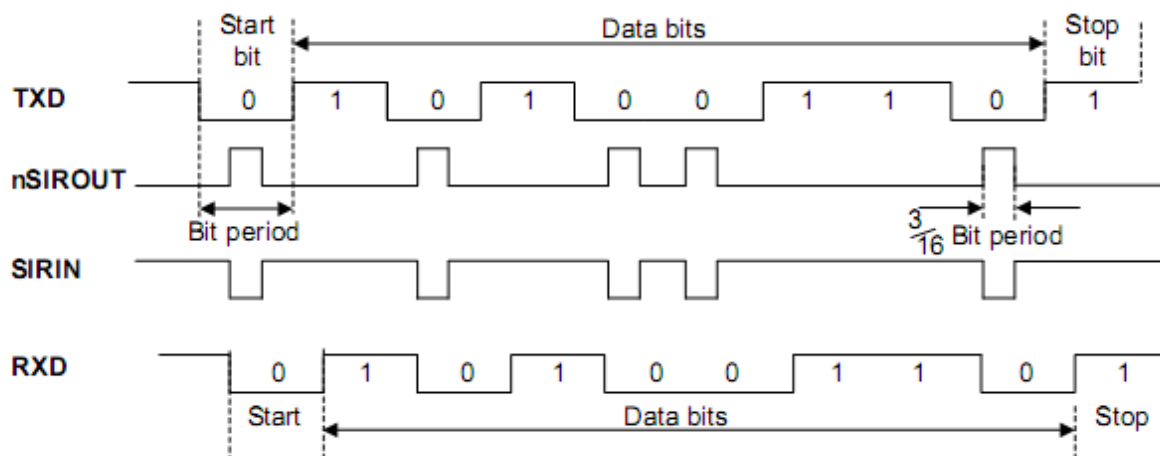 Start bit
Data bits
Stop bit
TXD
0 1 0 1 0 0 1 1 0 1
nSIROUT
Bit period
3/16 Bit period
SIRIN
RXD
0 1 0 1 0 0 1 1 0 1
Start
Data bits
Stop